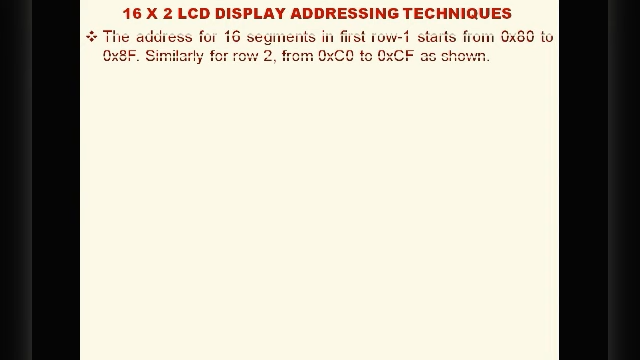 16 X 2 LCD DISPLAY ADDRESSING TECHNIQUES
❖ The address for 16 segments in first row-1 starts from 0x80 to
0x8F. Similarly for row 2, from 0xC0 to 0xCF as shown.